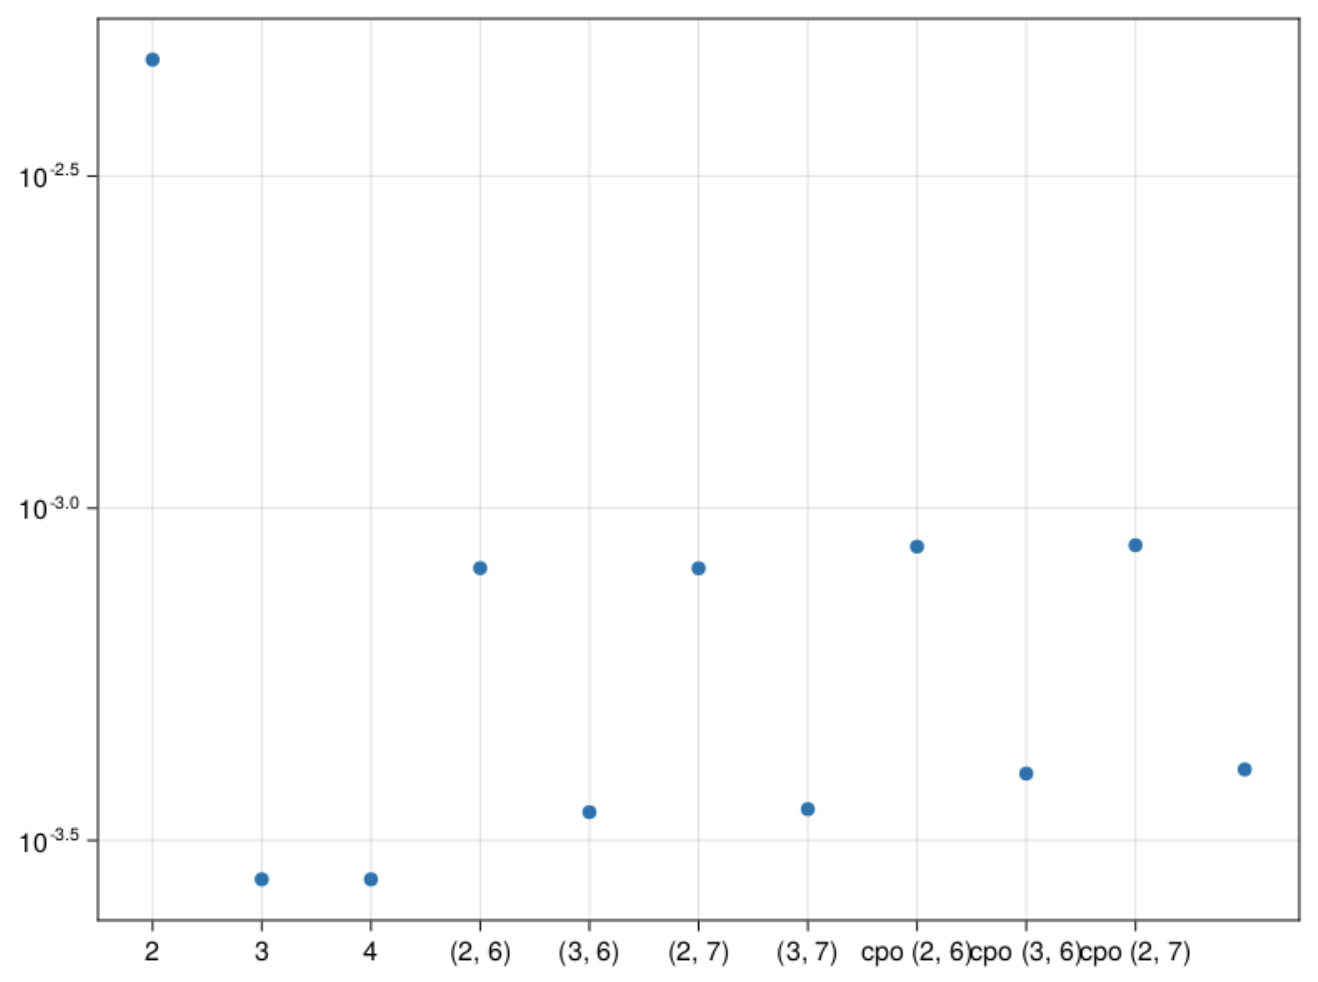 10^-2.5
10^-3.0
10^-3.5
2 3 4 (2, 6) (3, 6) (2, 7) (3, 7) cpo (2, 6) cpo (3, 6) cpo (2, 7)